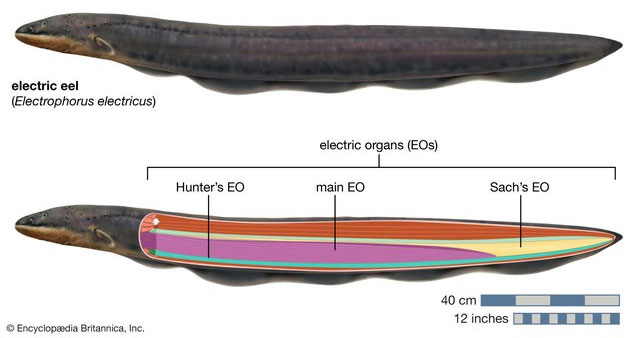 electric eel
(Electrophorus electricus)
electric organs (EOs)
Hunter's EO
main EO
Sach's EO
40 cm
12 inches
© Encyclopædia Britannica, Inc.